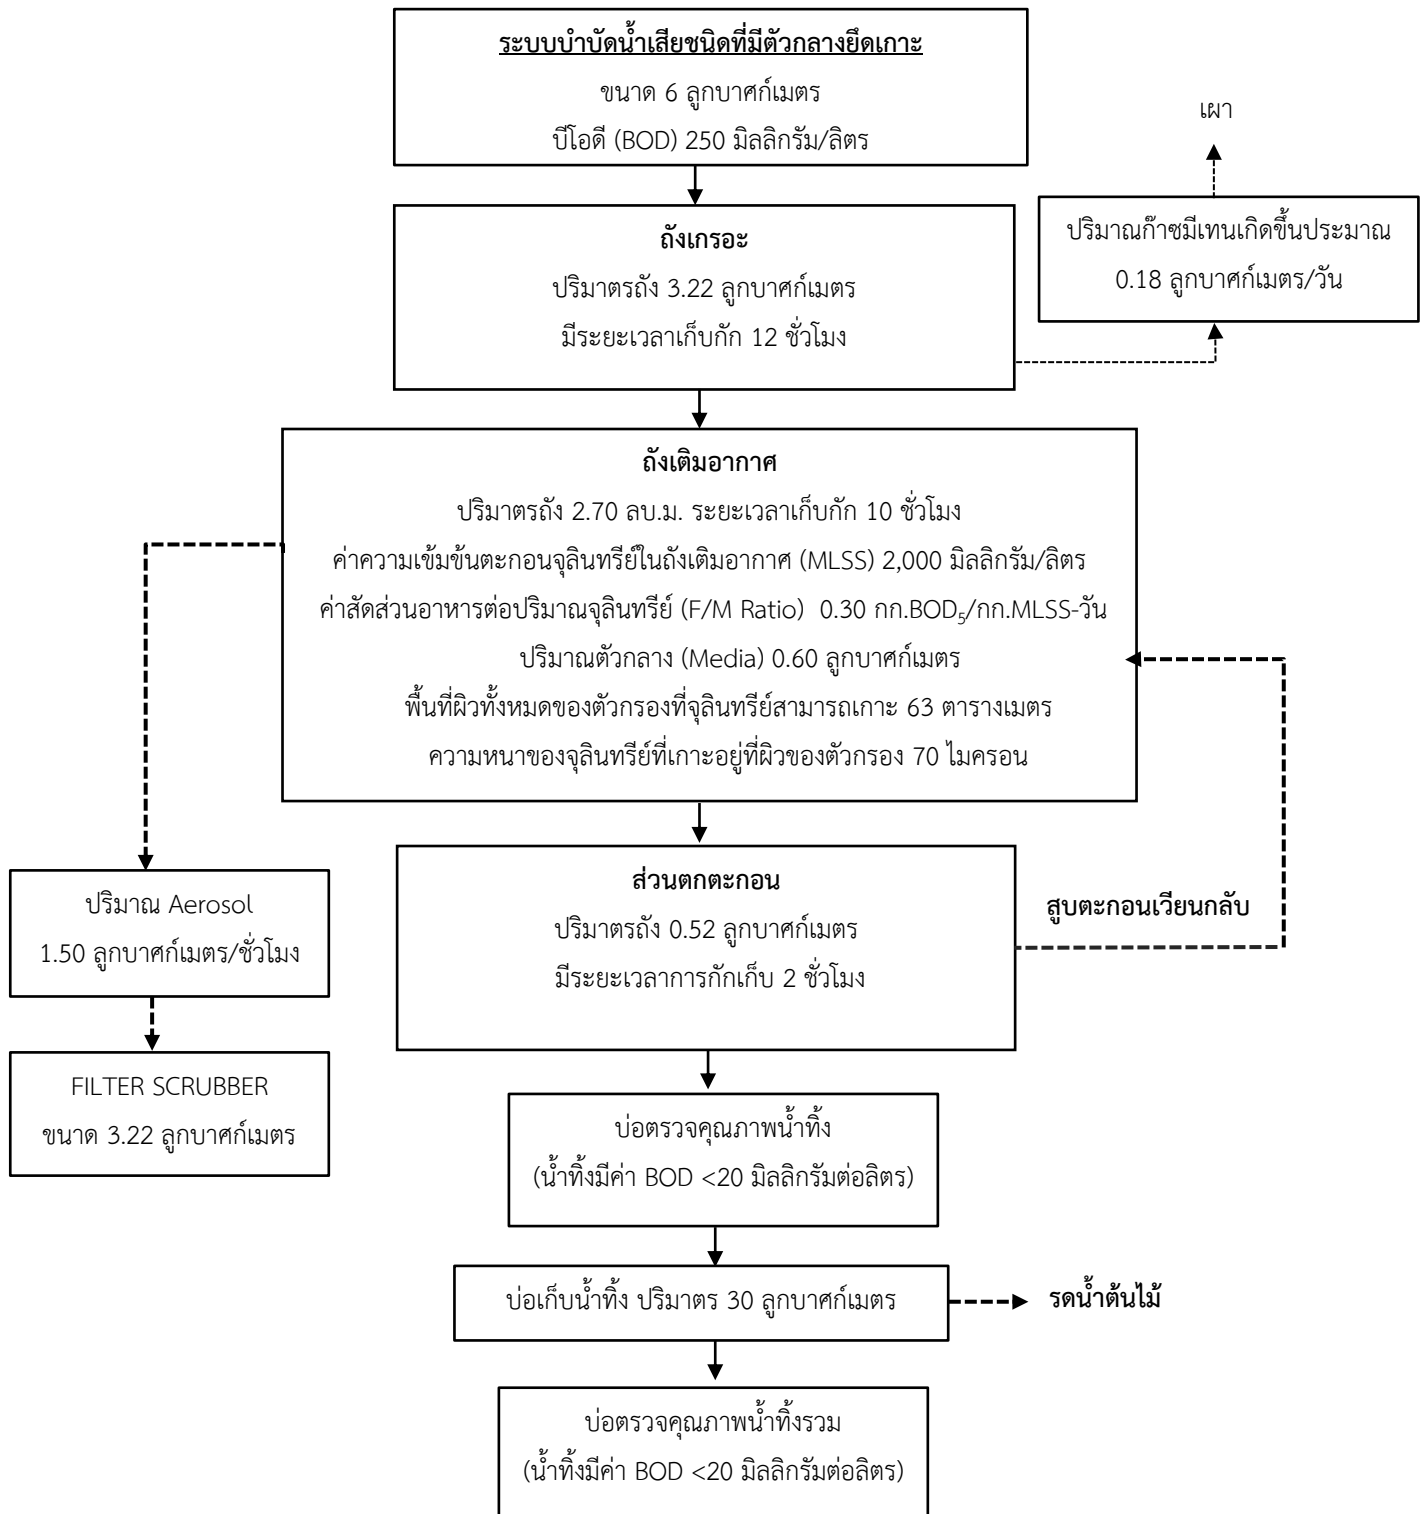 ระบบบำบัดน้ำเสียชนิดที่มีตัวกลางยึดเกาะ
ขนาด 6 ลูกบาศก์เมตร
บีโอดี (BOD) 250 มิลลิกรัม/ลิตร
เผา
ปริมาณก๊าซมีเทนเกิดขึ้นประมาณ
0.18 ลูกบาศก์เมตร/วัน
ถังเกรอะ
ปริมาตรถัง 3.22 ลูกบาศก์เมตร
มีระยะเวลาเก็บกัก 12 ชั่วโมง
ถังเติมอากาศ
ปริมาตรถัง 2.70 ลบ.ม. ระยะเวลาเก็บกัก 10 ชั่วโมง
ค่าความเข้มข้นตะกอนจุลินทรีย์ในถังเติมอากาศ (MLSS) 2,000 มิลลิกรัม/ลิตร
ค่าสัดส่วนอาหารต่อปริมาณจุลินทรีย์ (F/M Ratio) 0.30 กก.BOD₅/กก.MLSS-วัน
ปริมาณตัวกลาง (Media) 0.60 ลูกบาศก์เมตร
พื้นที่ผิวทั้งหมดของตัวกรองที่จุลินทรีย์สามารถเกาะ 63 ตารางเมตร
ความหนาของจุลินทรีย์ที่เกาะอยู่ที่ผิวของตัวกรอง 70 ไมครอน
ปริมาณ Aerosol
1.50 ลูกบาศก์เมตร/ชั่วโมง
FILTER SCRUBBER
ขนาด 3.22 ลูกบาศก์เมตร
ส่วนตกตะกอน
ปริมาตรถัง 0.52 ลูกบาศก์เมตร
มีระยะเวลาการกักเก็บ 2 ชั่วโมง
สูบตะกอนเวียนกลับ
บ่อตรวจคุณภาพน้ำทิ้ง
(น้ำทิ้งมีค่า BOD <20 มิลลิกรัมต่อลิตร)
บ่อเก็บน้ำทิ้ง ปริมาตร 30 ลูกบาศก์เมตร
รดน้ำต้นไม้
บ่อตรวจคุณภาพน้ำทิ้งรวม
(น้ำทิ้งมีค่า BOD <20 มิลลิกรัมต่อลิตร)